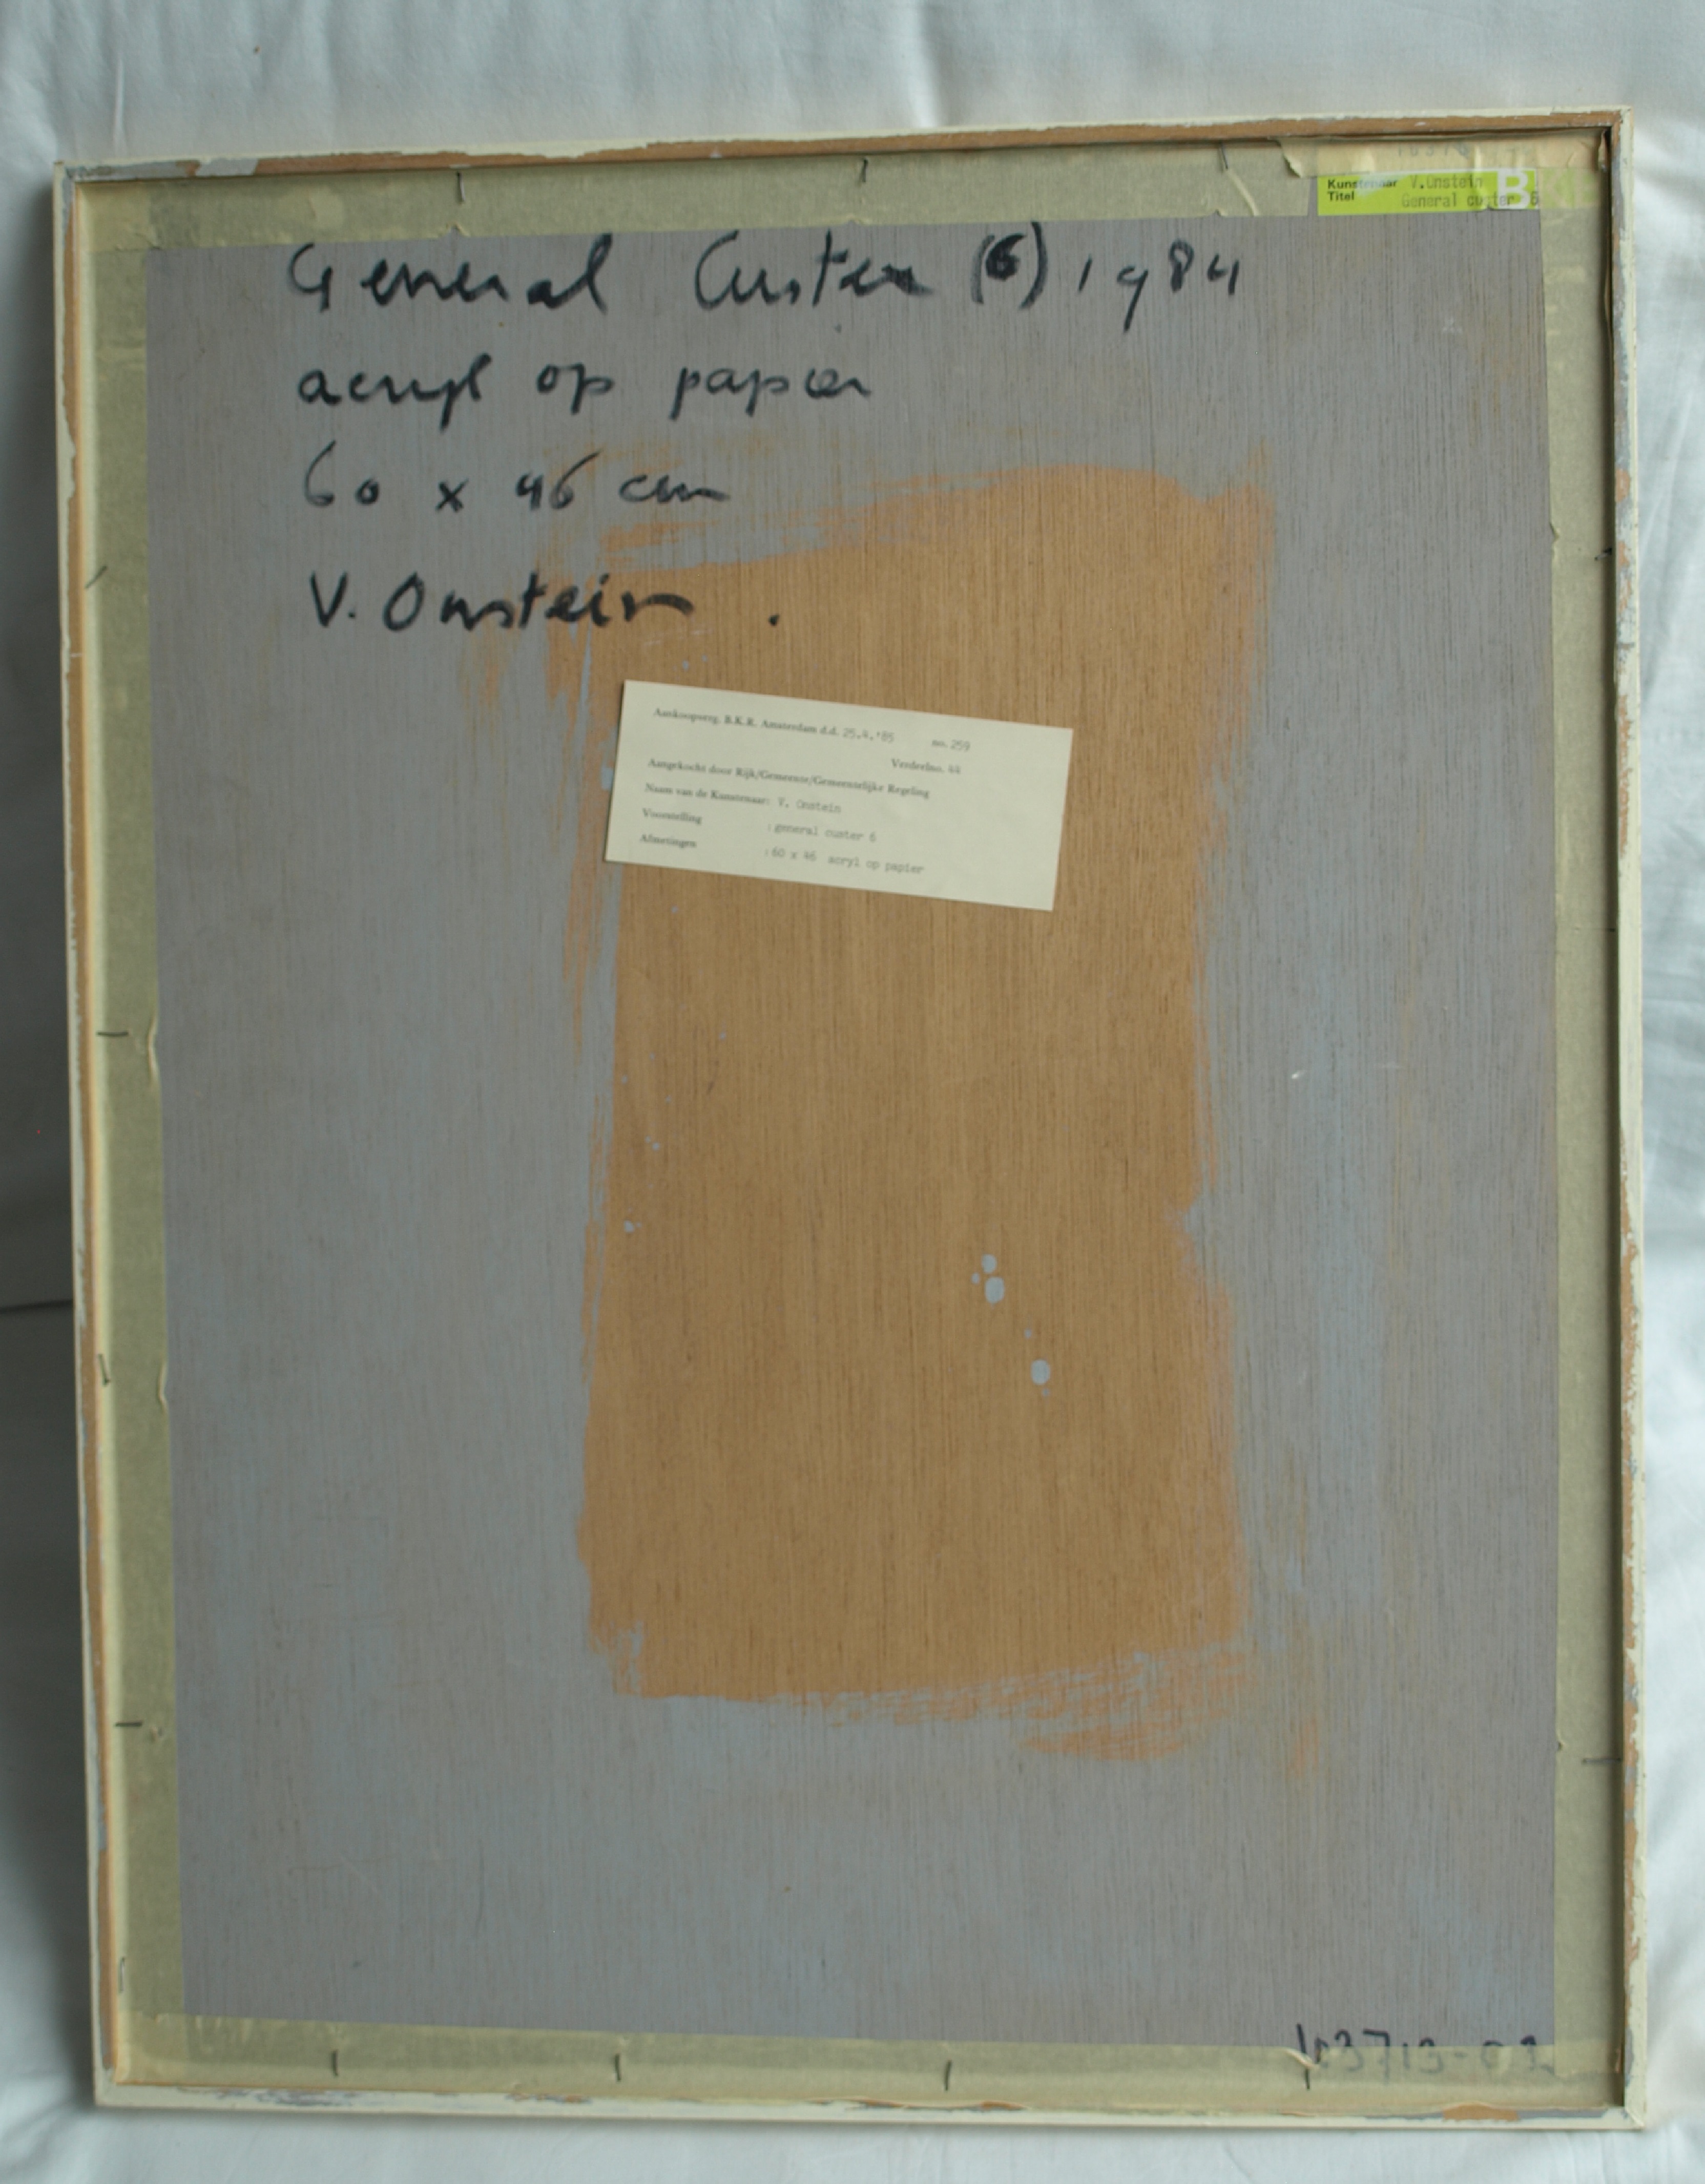 Kunstenaar V.Onstein
Titel General custer 6
B
General Custer (6) 1984
acryl op papier
60 x 46 cm
V. Onstein .
Aankoopverg. B.K.R. Amsterdam d.d. 25.4.'85 no. 259
Verdeelno. 44
Aangekocht door Rijk/Gemeente/Gemeentelijke Regeling
Naam van de Kunstenaar: V. Onstein
Voorstelling : general custer 6
Afmetingen : 60 x 46 acryl op papier